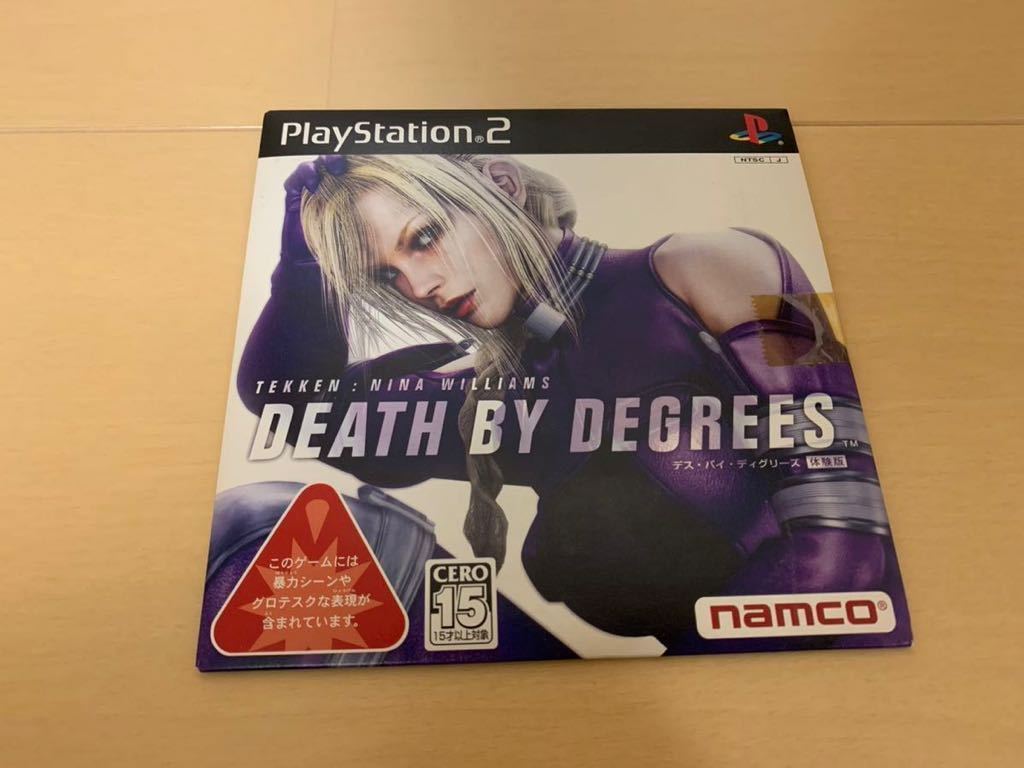 PlayStation®2
NTSC J
TEKKEN : NINA WILLIAMS
DEATH BY DEGREES™
デス・バイ・ディグリーズ 体験版
このゲームには
暴力シーンや
グロテスクな表現が
含まれています。
CERO
15
15才以上対象
namco®